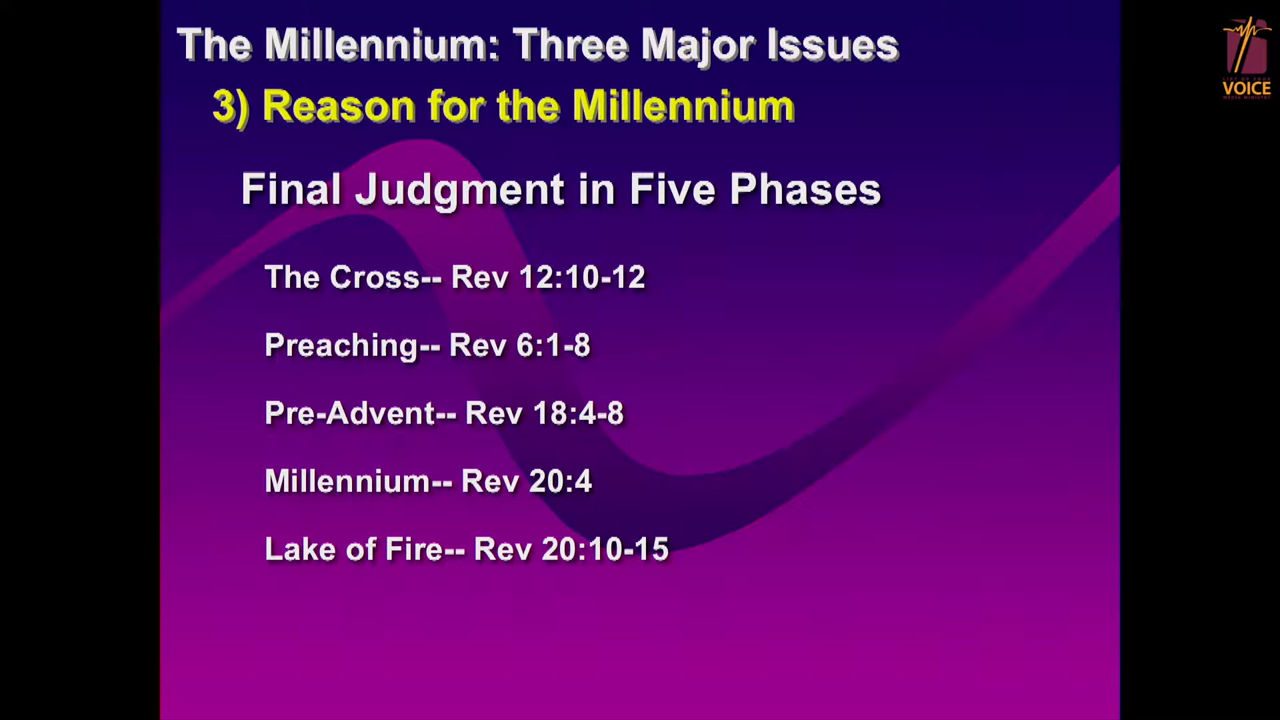 The Millennium: Three Major Issues
3) Reason for the Millennium
Final Judgment in Five Phases
The Cross-- Rev 12:10-12
Preaching-- Rev 6:1-8
Pre-Advent-- Rev 18:4-8
Millennium-- Rev 20:4
Lake of Fire-- Rev 20:10-15
VOICE